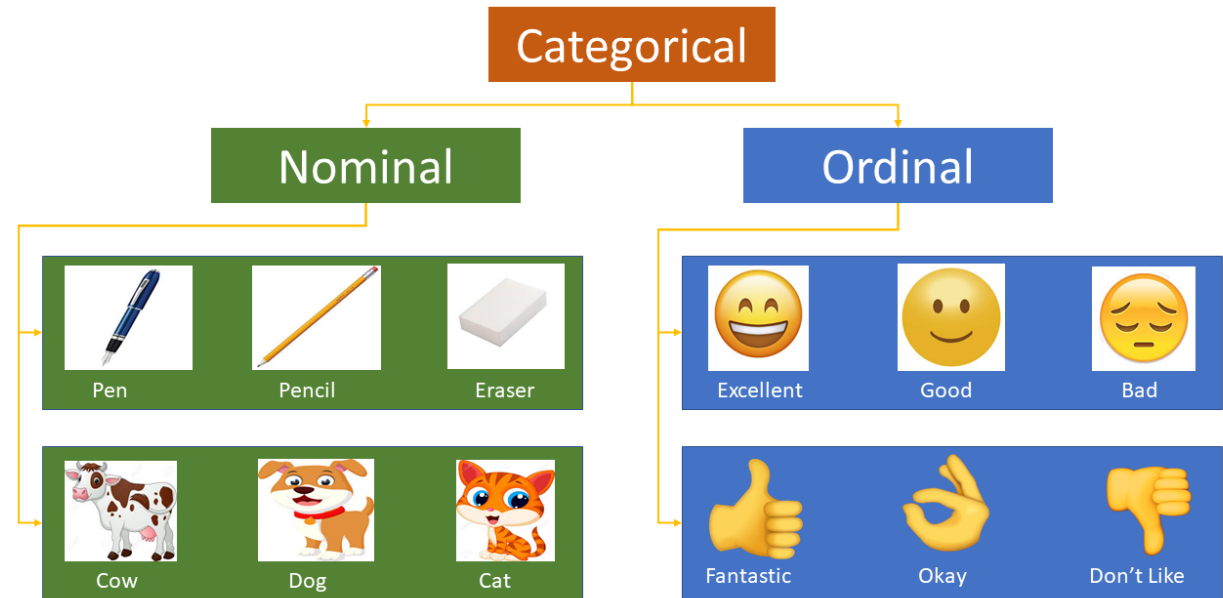 Categorical
Nominal
Ordinal
Pen
Pencil
Eraser
Excellent
Good
Bad
Cow
Dog
Cat
Fantastic
Okay
Don’t Like